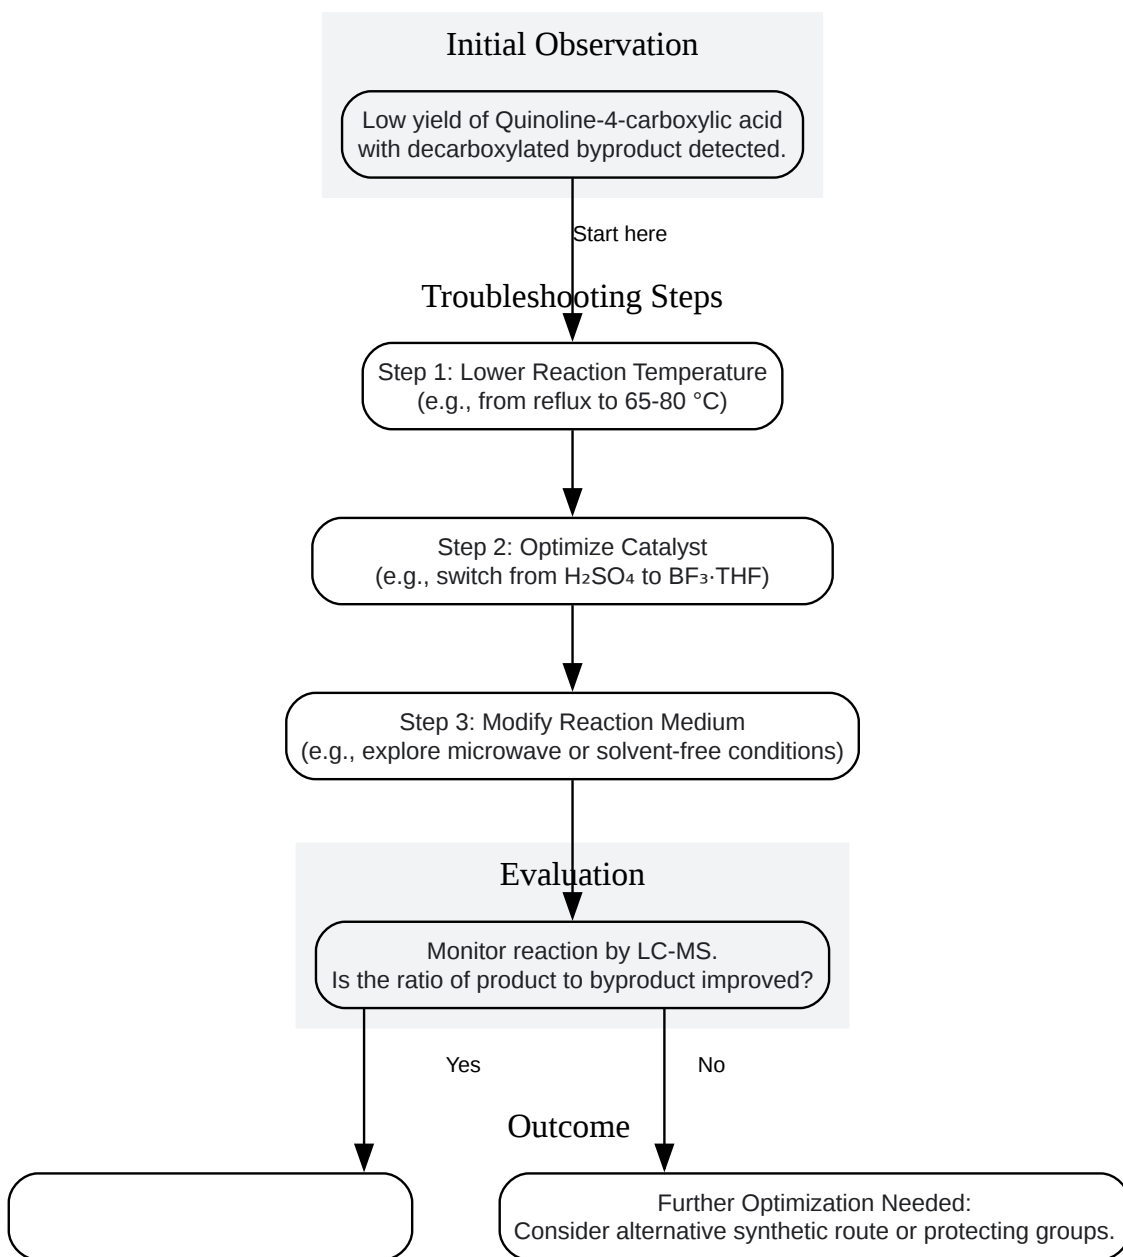 Initial Observation
Low yield of Quinoline-4-carboxylic acid
with decarboxylated byproduct detected.
Start here
Troubleshooting Steps
Step 1: Lower Reaction Temperature
(e.g., from reflux to 65-80 °C)
Step 2: Optimize Catalyst
(e.g., switch from H₂SO₄ to BF₃·THF)
Step 3: Modify Reaction Medium
(e.g., explore microwave or solvent-free conditions)
Evaluation
Monitor reaction by LC-MS.
Is the ratio of product to byproduct improved?
Yes
No
Outcome
Further Optimization Needed:
Consider alternative synthetic route or protecting groups.